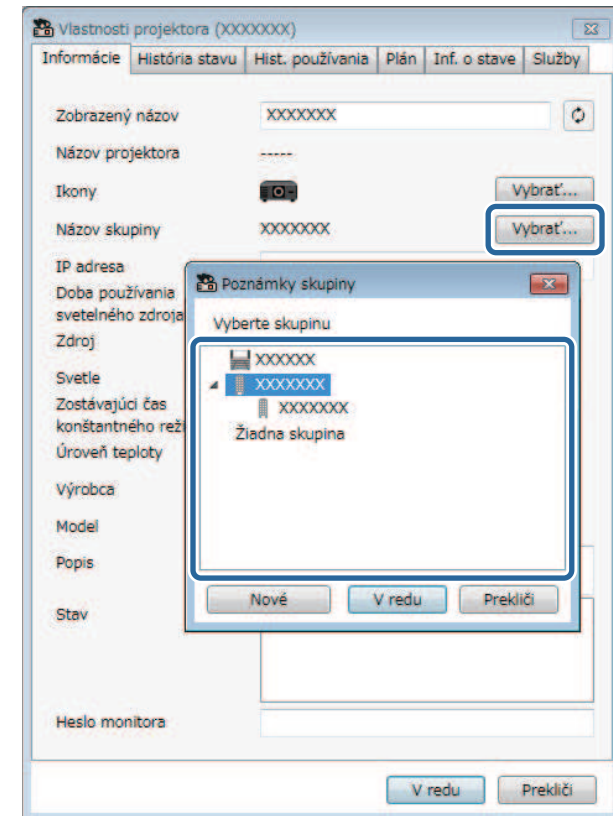 Vlastnosti projektora (XXXXXXX)
Informácie História stavu Hist. používania Plán Inf. o stave Služby
Zobrazený názov XXXXXXX
Názov projektora -----
Ikony Vybrať...
Názov skupiny XXXXXXX Vybrať...
IP adresa
Doba používania
svetelného zdroja
Zdroj
Svetle
Zostávajúci čas
konštantného reži
Úroveň teploty
Výrobca
Model
Popis
Stav
Heslo monitora
Poznámky skupiny
Vyberte skupinu
XXXXXX
XXXXXXX
XXXXXXX
Žiadna skupina
Nové V redu Prekliči
V redu Prekliči